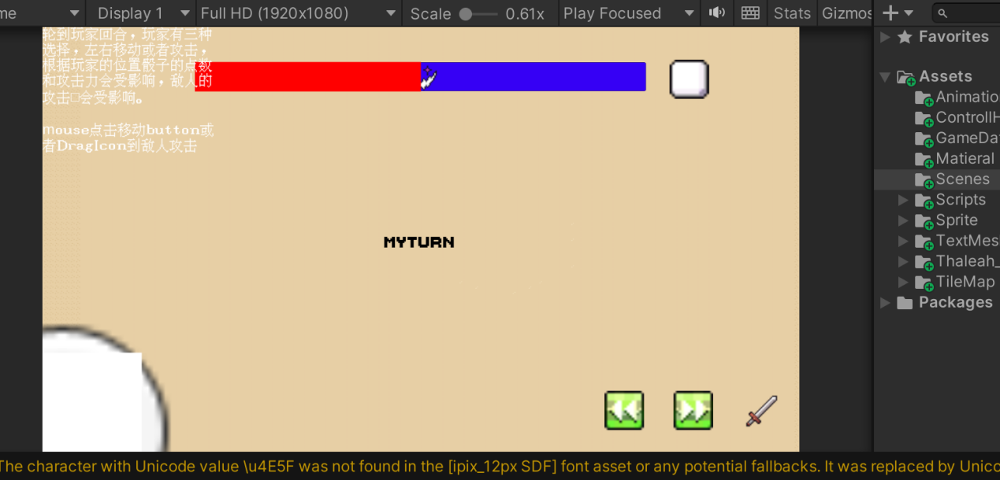 me
Display 1
Full HD (1920x1080)
Scale
0.61x
Play Focused
Stats
Gizmos
轮到玩家回合，玩家有三种
选择，左右移动或者攻击，
根据玩家的位置骰子的点数
和攻击力会受影响，敌人的
攻击□会受影响。
mouse点击移动button或
者DragIcon到敌人攻击
MYTURN
Favorites
Assets
Animatio
ControllH
GameDat
Matieral
Scenes
Scripts
Sprite
TextMes
Thaleah_
TileMap
Packages
The character with Unicode value \u4E5F was not found in the [ipix_12px SDF] font asset or any potential fallbacks. It was replaced by Unico